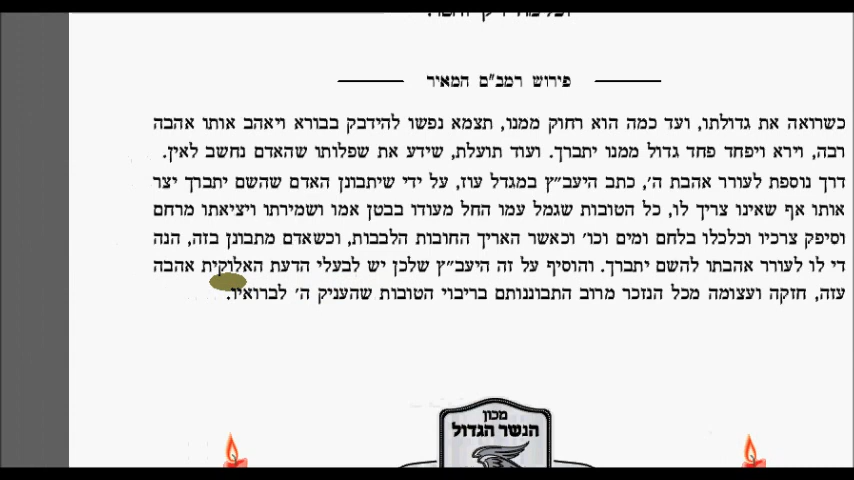 פירוש רמב"ם המאיר
כשרואה את גדולתו, ועד כמה הוא רחוק ממנו, תצמא נפשו להידבק בבורא ויאהב אותו אהבה
רבה, וירא ויפחד פחד גדול ממנו יתברך. ועוד תועלת, שידע את שפלותו שהאדם נחשב לאין.
דרך נוספת לעורר אהבת ה', כתב היעב"ץ במגדל עוז, על ידי שיתבונן האדם שהשם יתברך יצר
אותו אף שאינו צריך לו, כל הטובות שגמל עמו החל מעודו בבטן אמו ושמירתו ויציאתו מרחם
וסיפק צרכיו וכלכלו בלחם ומים וכו' וכאשר האריך החובות הלבבות, וכשאדם מתבונן בזה, הנה
די לו לעורר אהבתו להשם יתברך. והוסיף על זה היעב"ץ שלכן יש לבעלי הדעת האלוקית אהבה
עזה, חזקה ועצומה מכל הנזכר מרוב התבוננותם בריבוי הטובות שהעניק ה' לברואיו.
מכון
הנשר הגדול